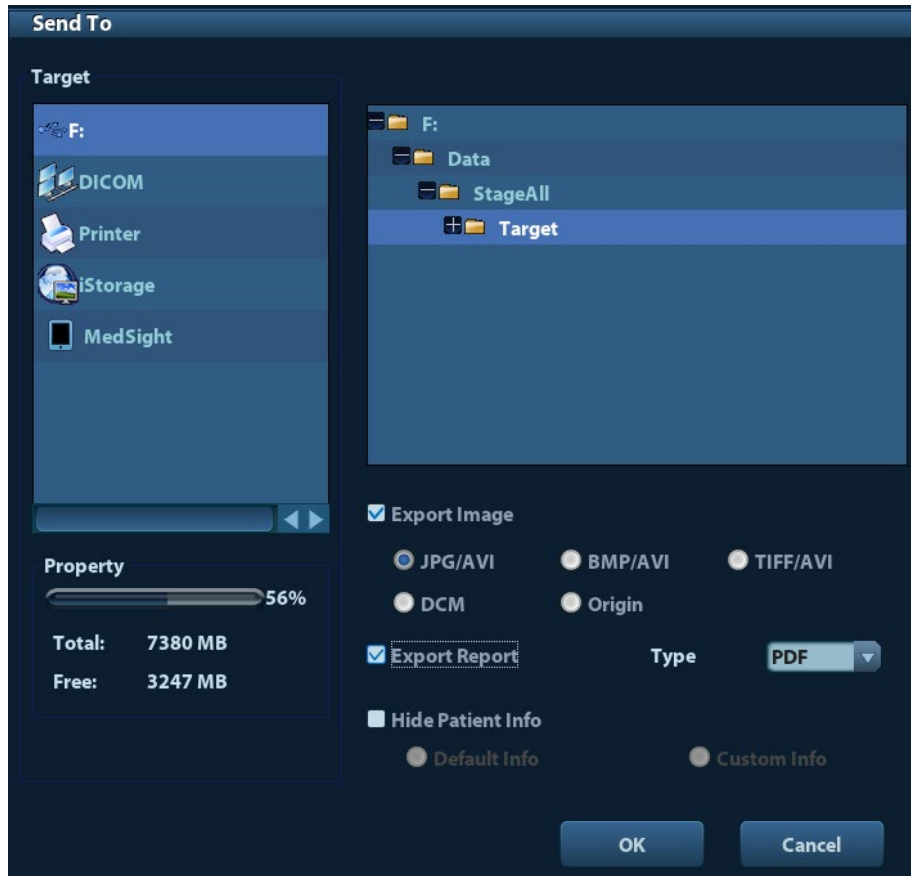 Send To
Target
F:
DICOM
Printer
iStorage
MedSight
F:
Data
StageAll
Target
Property
56%
Total: 7380 MB
Free: 3247 MB
Export Image
JPG/AVI BMP/AVI TIFF/AVI
DCM Origin
Export Report Type PDF
Hide Patient Info
Default Info Custom Info
OK Cancel